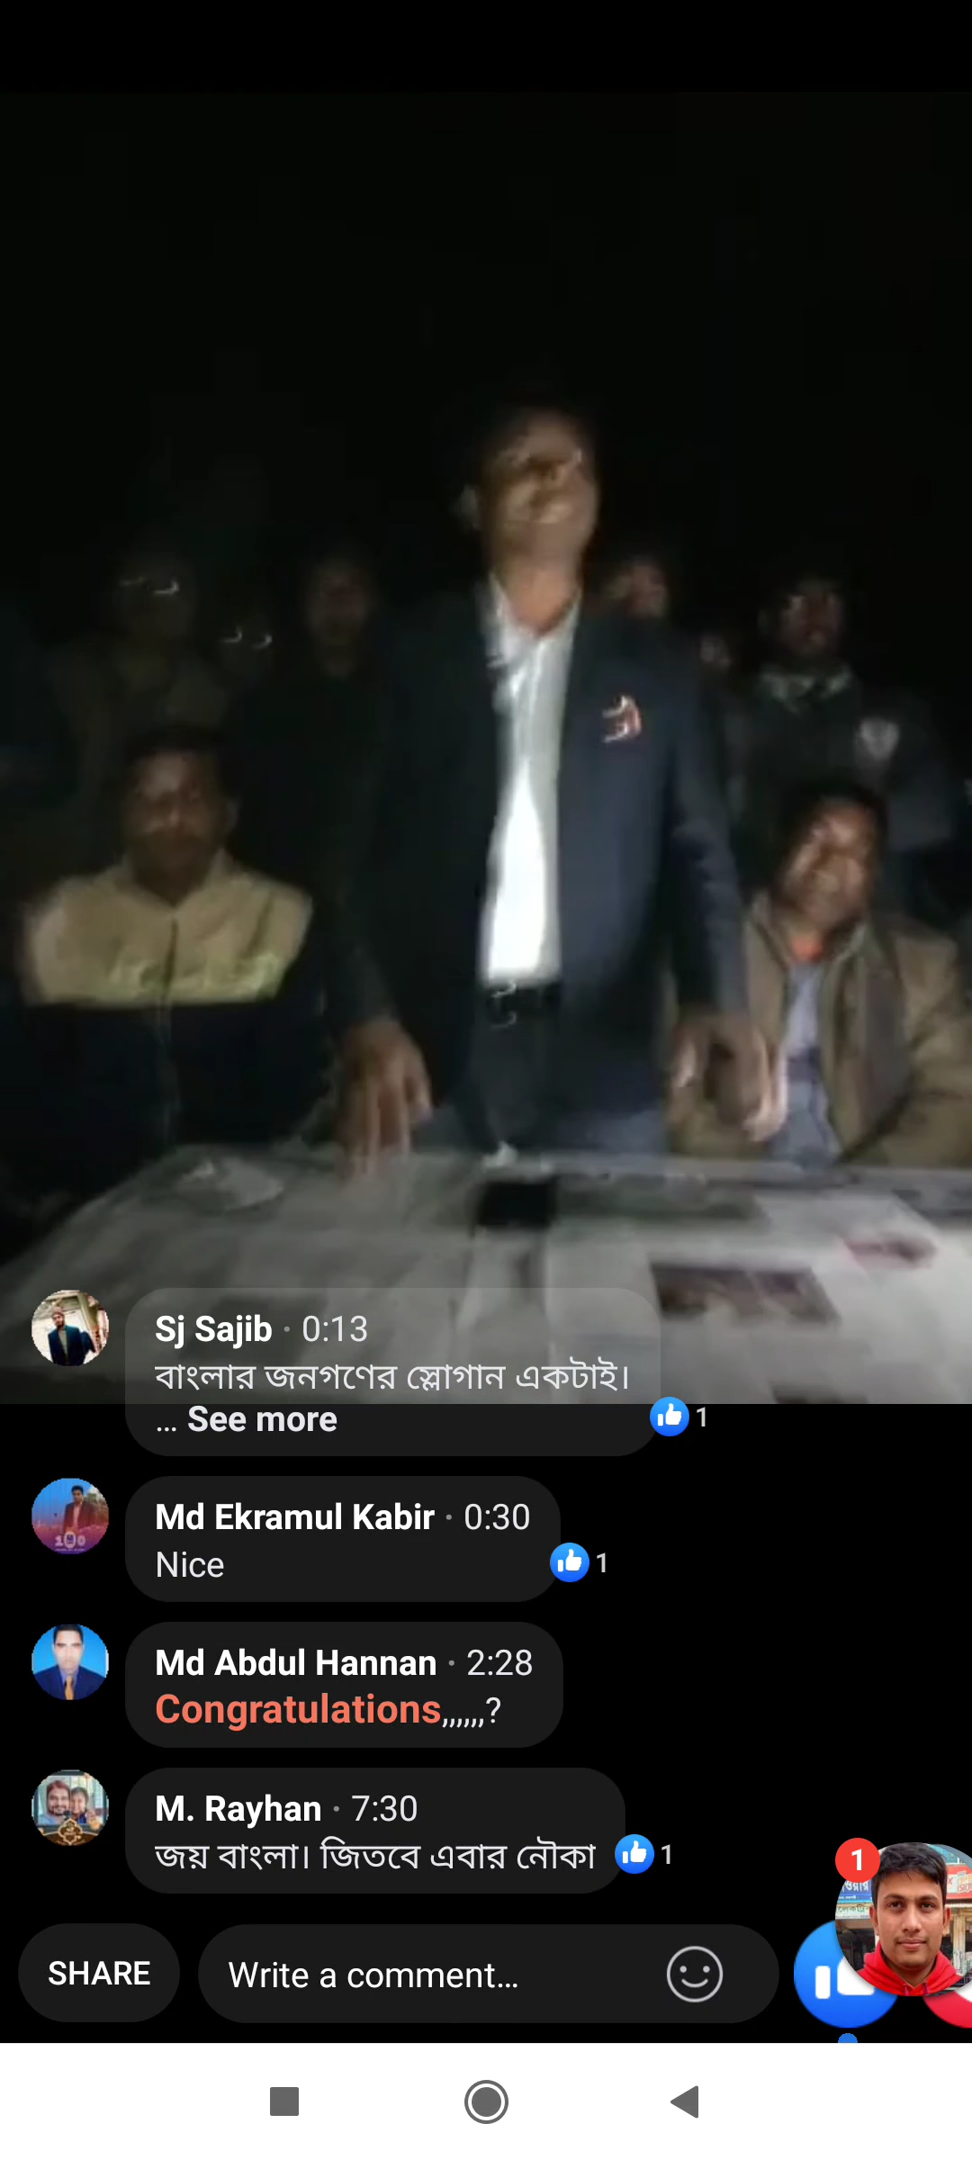 Sj Sajib · 0:13
বাংলার জনগণের স্লোগান একটাই।
... See more
1
Md Ekramul Kabir · 0:30
Nice
1
Md Abdul Hannan · 2:28
Congratulations,,,,,,?
M. Rayhan · 7:30
জয় বাংলা। জিতবে এবার নৌকা
1
1
SHARE
Write a comment...